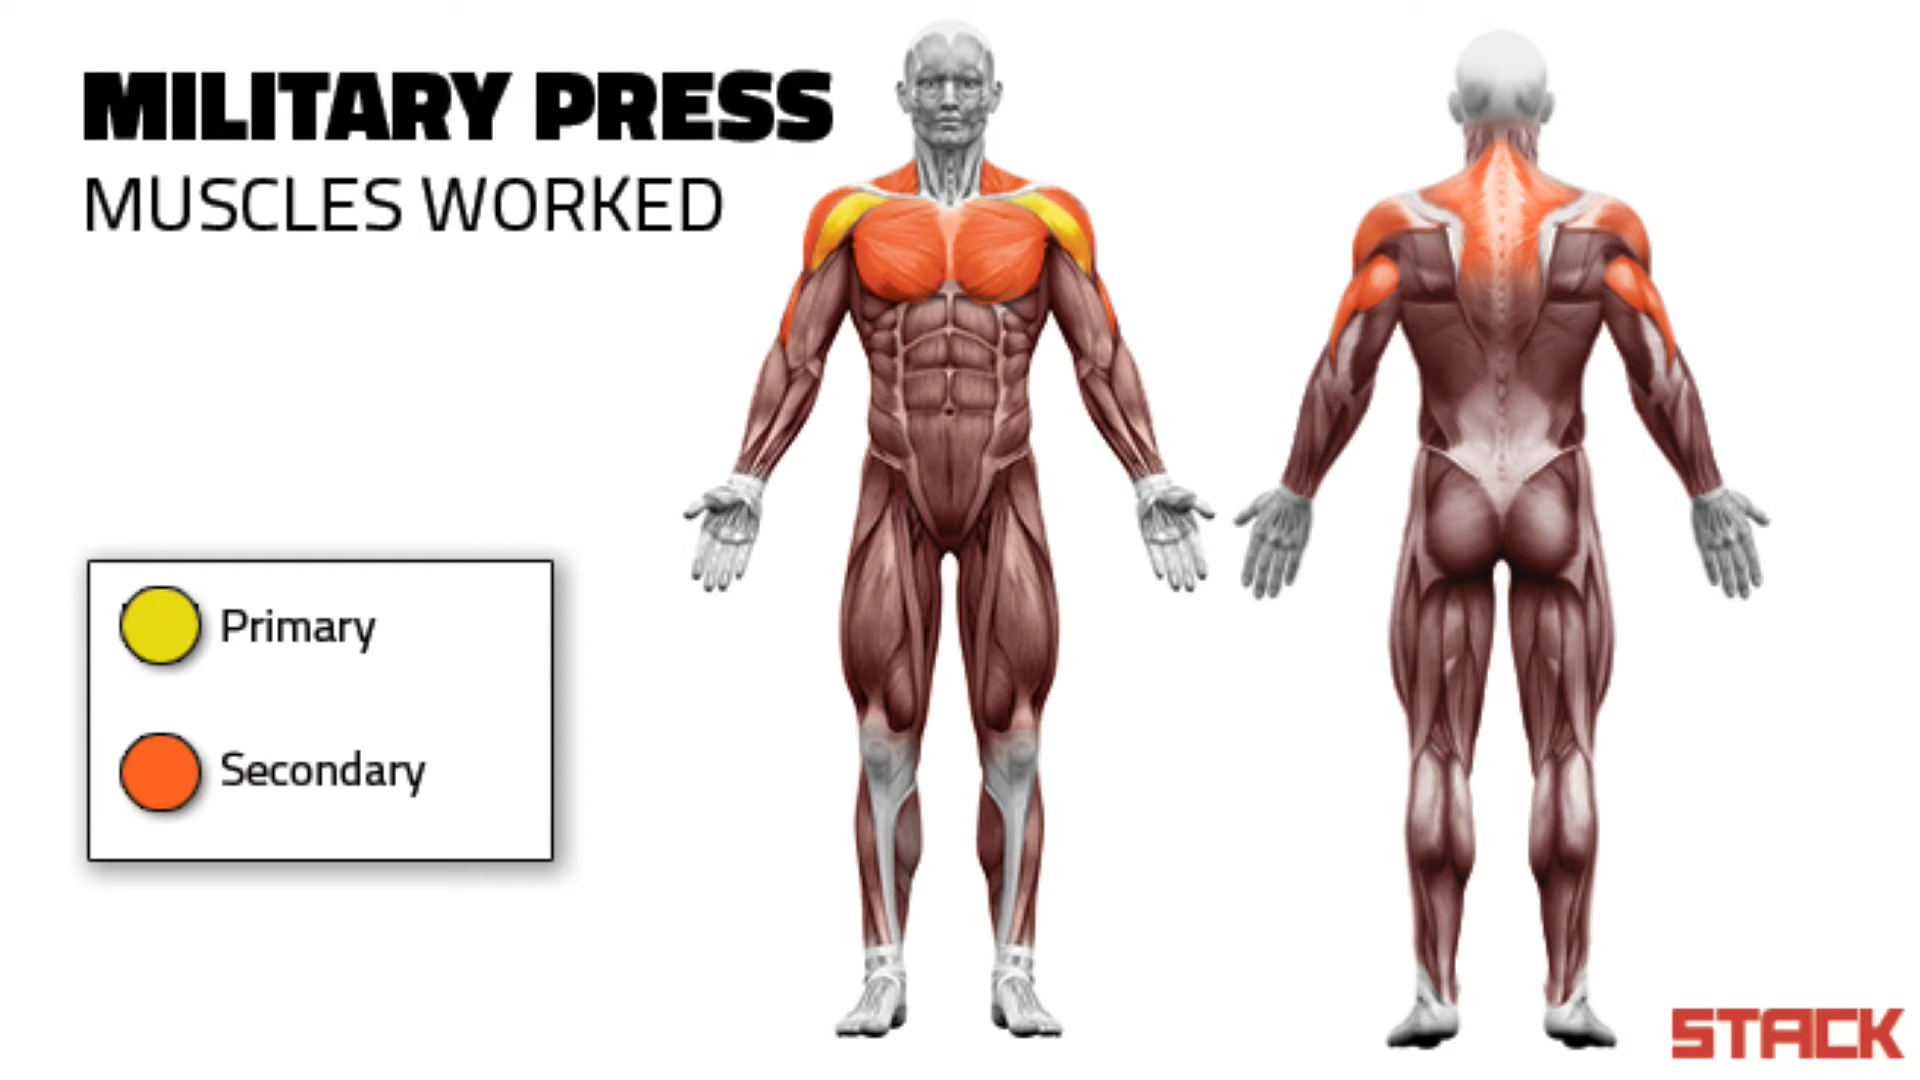 MILITARY PRESS
MUSCLES WORKED
Primary
Secondary
STACK